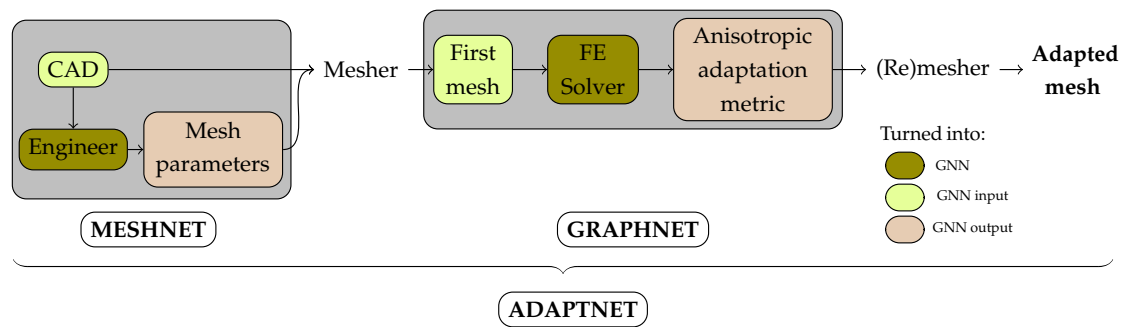 CAD
Engineer
Mesh
parameters
MESHNET
Mesher
First
mesh
FE
Solver
Anisotropic
adaptation
metric
GRAPHNET
(Re)mesher
Adapted
mesh
Turned into:
GNN
GNN input
GNN output
ADAPTNET